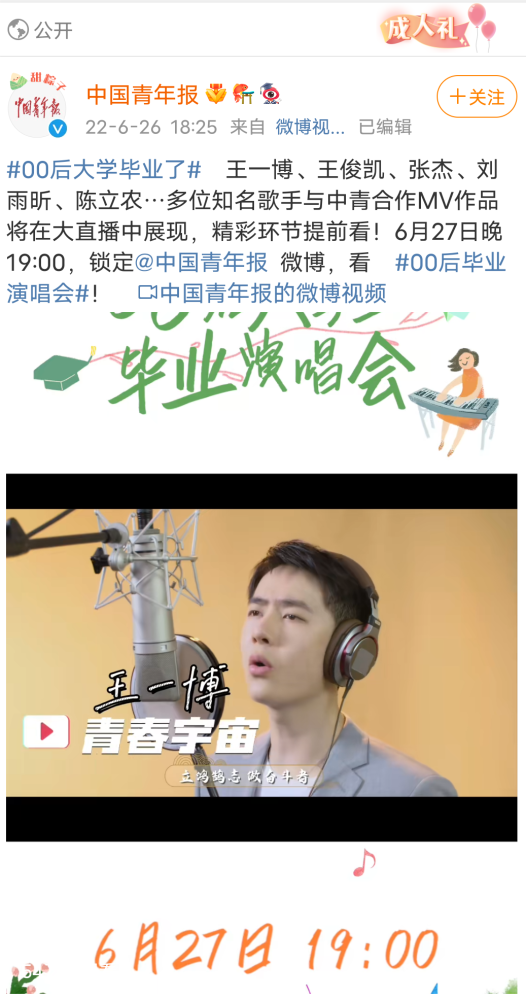 公开
成人礼
甜粽子
中国青年报
中国青年报
+关注
22-6-26 18:25 来自 微博视... 已编辑
#00后大学毕业了# 王一博、王俊凯、张杰、刘
雨昕、陈立农…多位知名歌手与中青合作MV作品
将在大直播中展现，精彩环节提前看！6月27日晚
19:00，锁定@中国青年报 微博，看 #00后毕业
演唱会#！ 中国青年报的微博视频
毕业演唱会
王一博
青春宇宙
立鸿鹄志 做奋斗者
6月27日 19:00